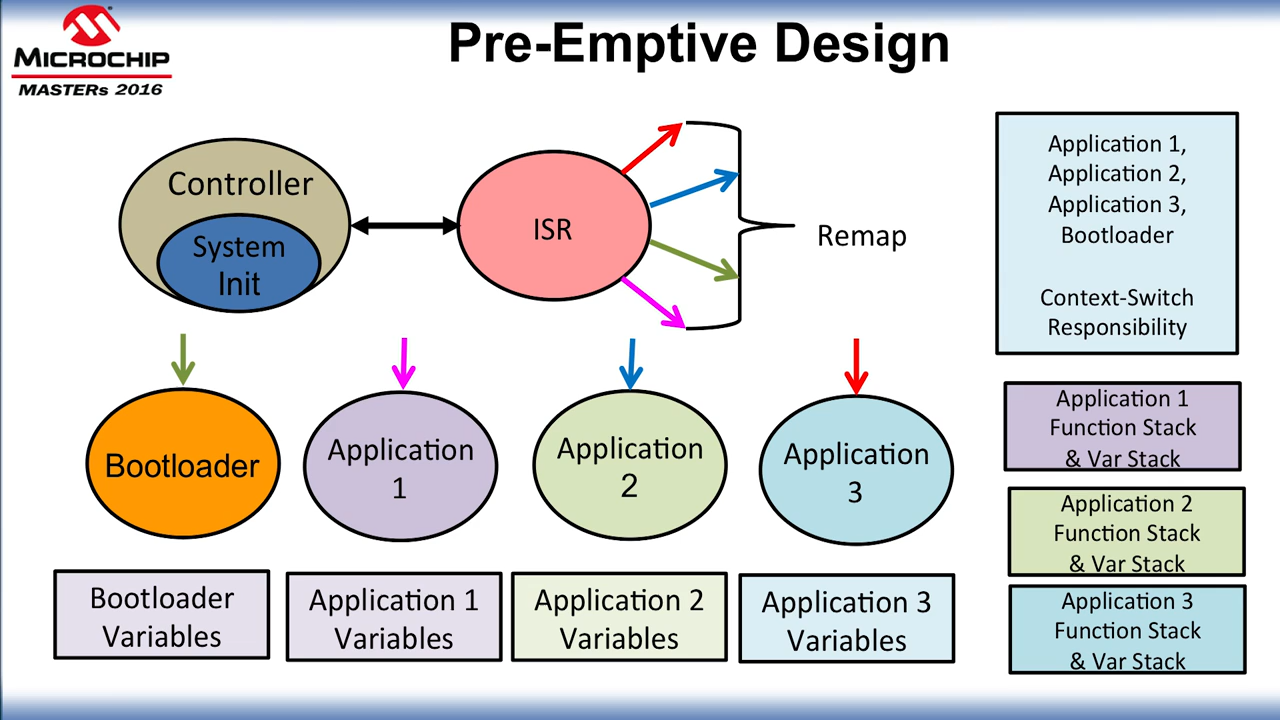 MICROCHIP
MASTERs 2016
Pre-Emptive Design
Controller
System
Init
ISR
Remap
Application 1,
Application 2,
Application 3,
Bootloader
Context-Switch
Responsibility
Bootloader
Application
1
Application
2
Application
3
Application 1
Function Stack
& Var Stack
Application 2
Function Stack
& Var Stack
Application 3
Function Stack
& Var Stack
Bootloader
Variables
Application 1
Variables
Application 2
Variables
Application 3
Variables